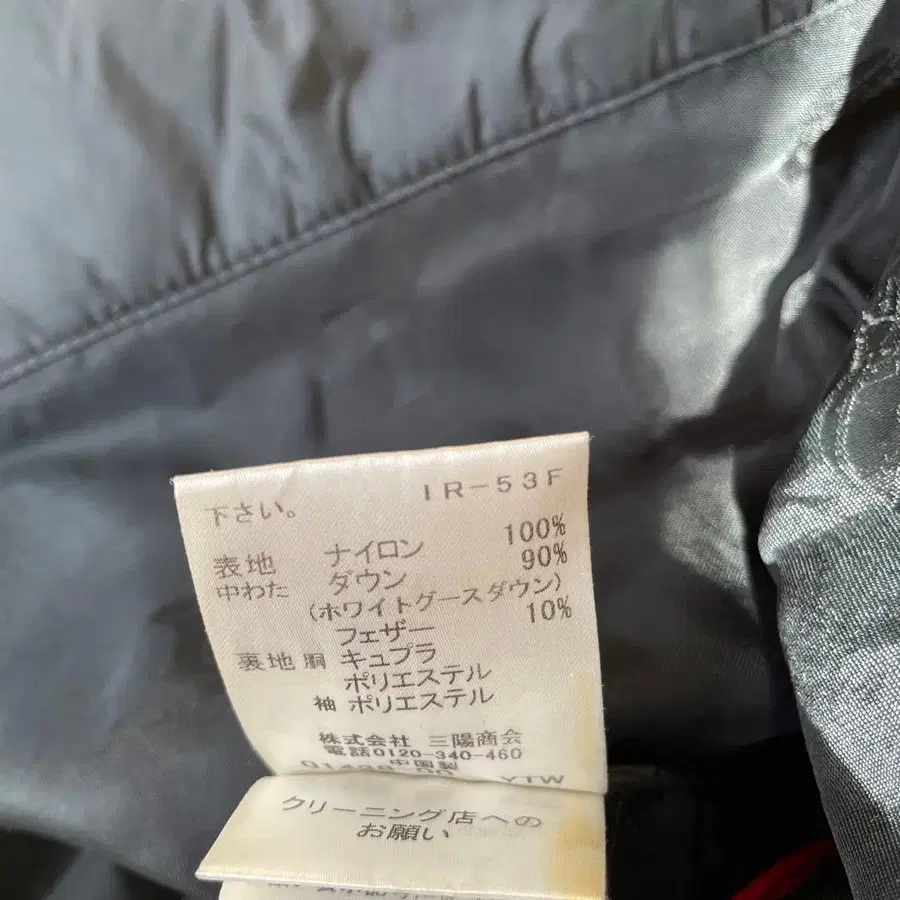 下さい。 IR-53F
表地 ナイロン 100%
中わた ダウン 90%
(ホワイトグースダウン)
フェザー 10%
裏地 胴 キュプラ
ポリエステル
袖 ポリエステル
株式会社 三陽商会
電話0120-340-460
中国製
YTW
クリーニング店への
お願い